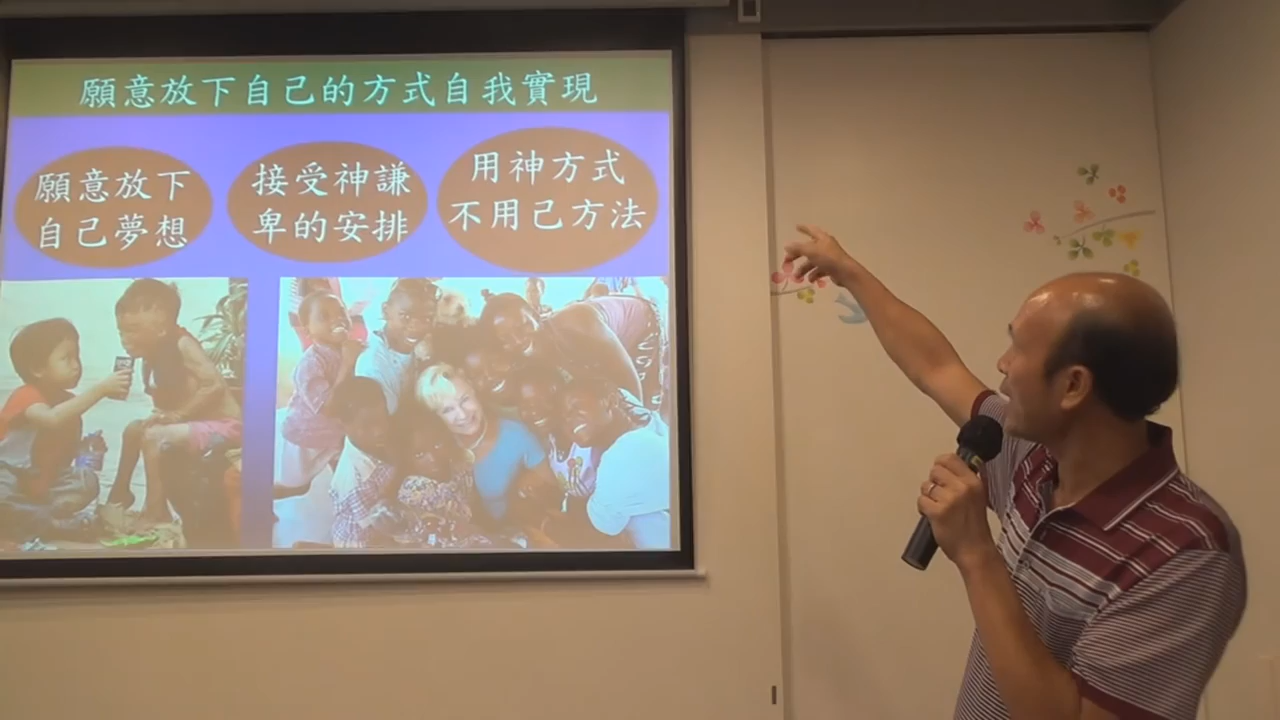 願意放下自己的方式自我實現
願意放下
自己夢想
接受神謙
卑的安排
用神方式
不用己方法